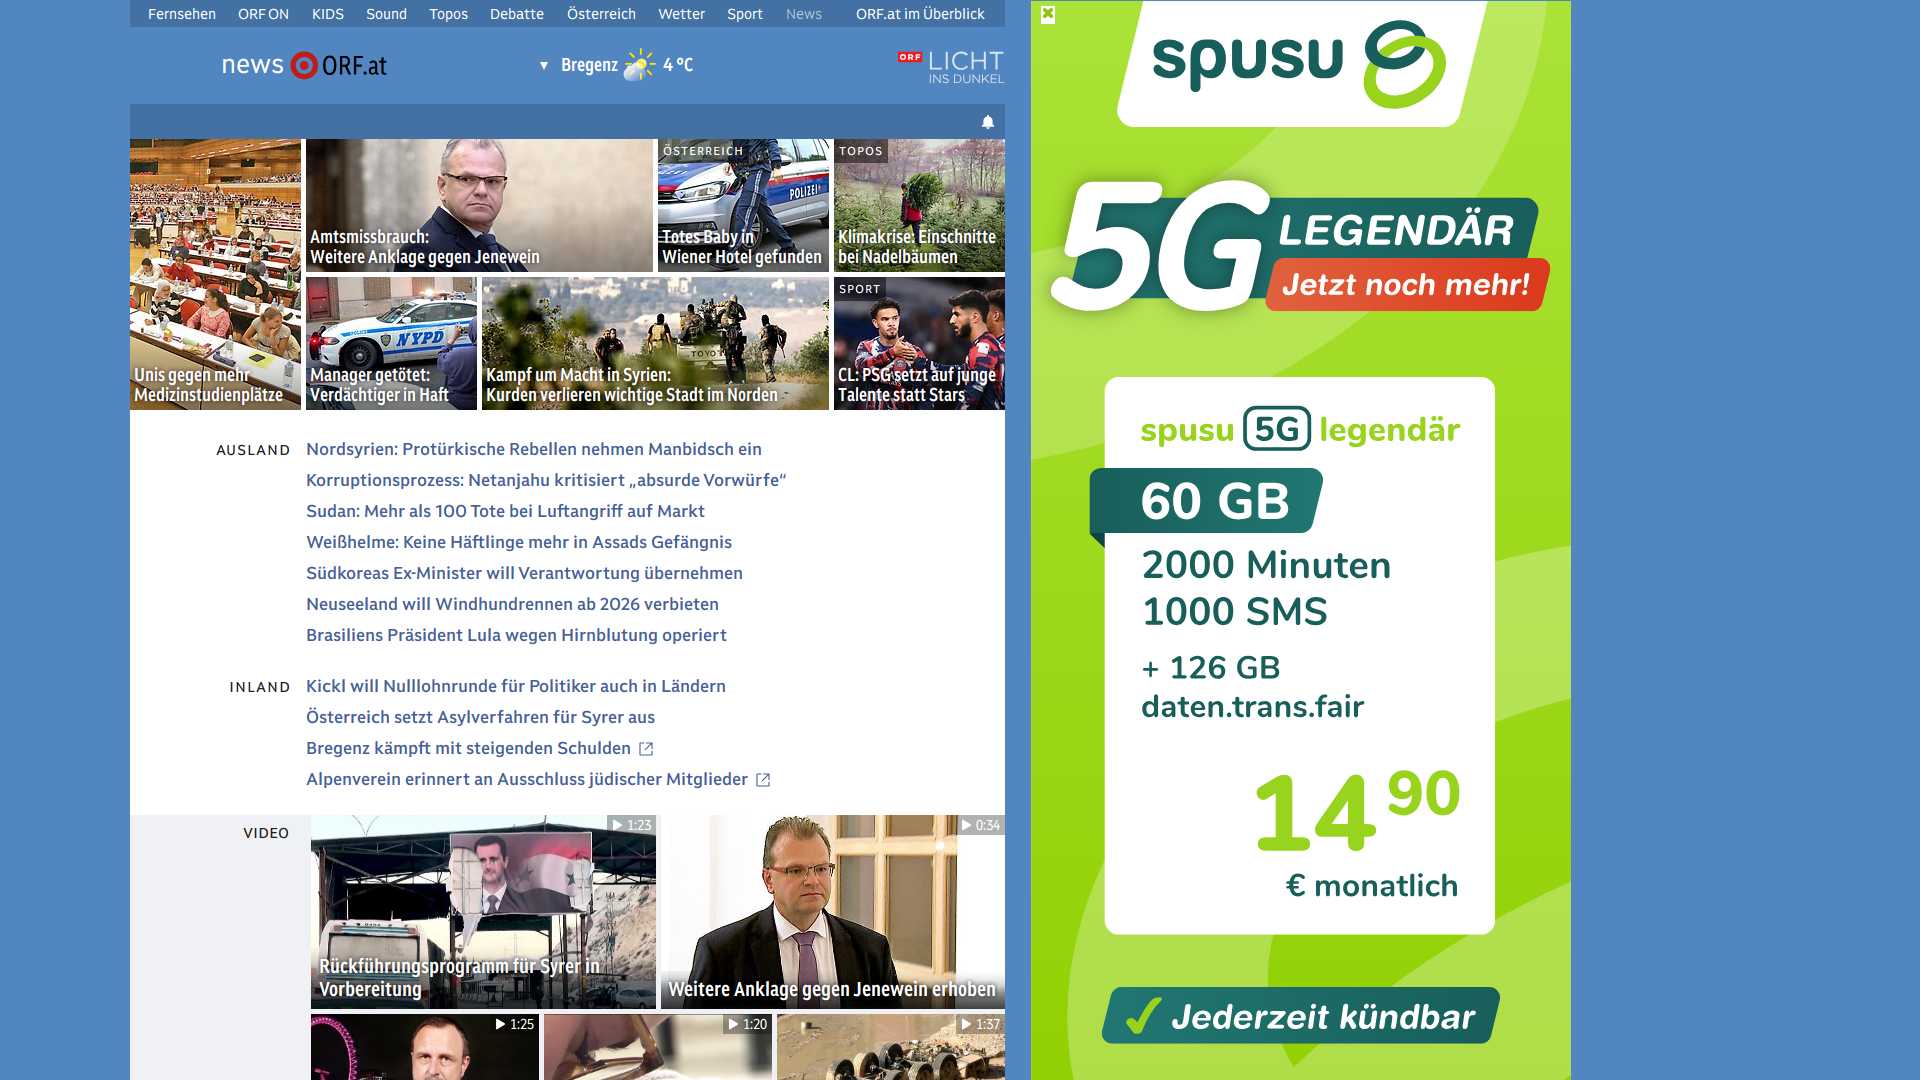 Fernsehen ORF ON KIDS Sound Topos Debatte Österreich Wetter Sport News ORF.at im Überblick
news ORF.at
▼ Bregenz 4 °C
ORF LICHT
INS DUNKEL
Unis gegen mehr
Medizinstudienplätze
Amtsmissbrauch:
Weitere Anklage gegen Jenewein
ÖSTERREICH
POLIZEI
Totes Baby in
Wiener Hotel gefunden
TOPOS
Klimakrise: Einschnitte
bei Nadelbäumen
NYPD
Manager getötet:
Verdächtiger in Haft
TOYOT
Kampf um Macht in Syrien:
Kurden verlieren wichtige Stadt im Norden
SPORT
CL: PSG setzt auf junge
Talente statt Stars
AUSLAND
Nordsyrien: Protürkische Rebellen nehmen Manbidsch ein
Korruptionsprozess: Netanjahu kritisiert „absurde Vorwürfe“
Sudan: Mehr als 100 Tote bei Luftangriff auf Markt
Weißhelme: Keine Häftlinge mehr in Assads Gefängnis
Südkoreas Ex-Minister will Verantwortung übernehmen
Neuseeland will Windhundrennen ab 2026 verbieten
Brasiliens Präsident Lula wegen Hirnblutung operiert
INLAND
Kickl will Nulllohnrunde für Politiker auch in Ländern
Österreich setzt Asylverfahren für Syrer aus
Bregenz kämpft mit steigenden Schulden
Alpenverein erinnert an Ausschluss jüdischer Mitglieder
VIDEO
1:23
Rückführungsprogramm für Syrer in
Vorbereitung
0:34
Weitere Anklage gegen Jenewein erhoben
1:25
1:20
1:37
spusu
5G LEGENDÄR
Jetzt noch mehr!
spusu 5G legendär
60 GB
2000 Minuten
1000 SMS
+ 126 GB
daten.trans.fair
14 90
€ monatlich
Jederzeit kündbar